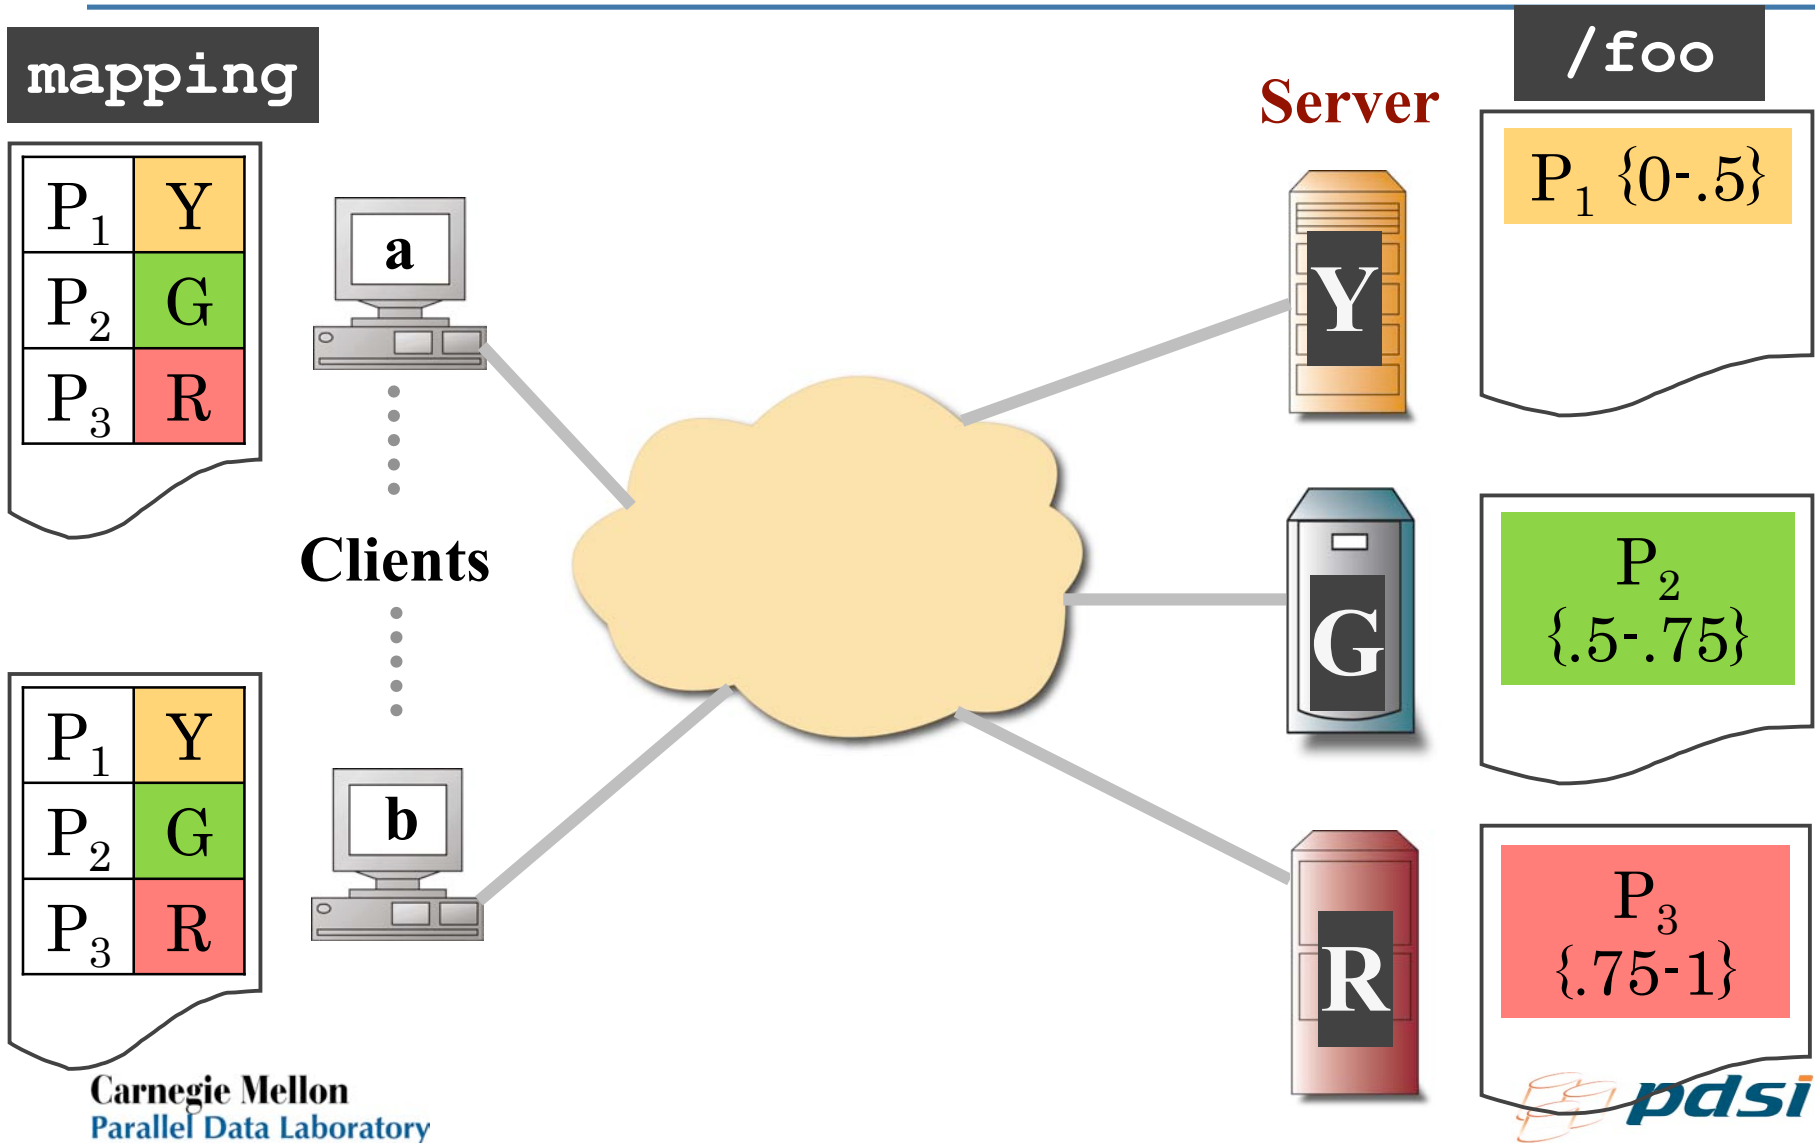 mapping
/foo
Server
P1 Y
P2 G
P3 R
a
Y
P1 {0-.5}
Clients
G
P2
{.5-.75}
P1 Y
P2 G
P3 R
b
R
P3
{.75-1}
Carnegie Mellon
Parallel Data Laboratory
pdsi